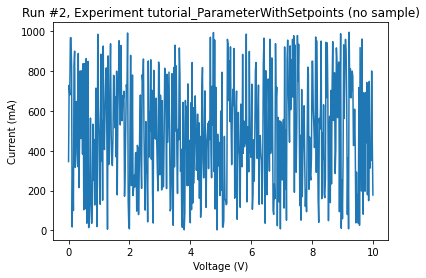 Run #2, Experiment tutorial_ParameterWithSetpoints (no sample)
1000
800
600
400
200
0
Current (mA)
0 2 4 6 8 10
Voltage (V)